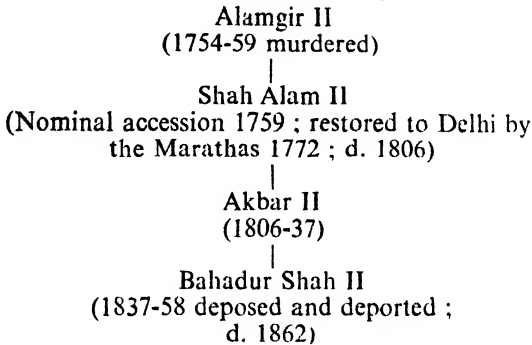 Alamgir II
(1754-59 murdered)
Shah Alam II
(Nominal accession 1759 ; restored to Delhi by
the Marathas 1772 ; d. 1806)
Akbar II
(1806-37)
Bahadur Shah II
(1837-58 deposed and deported ;
d. 1862)